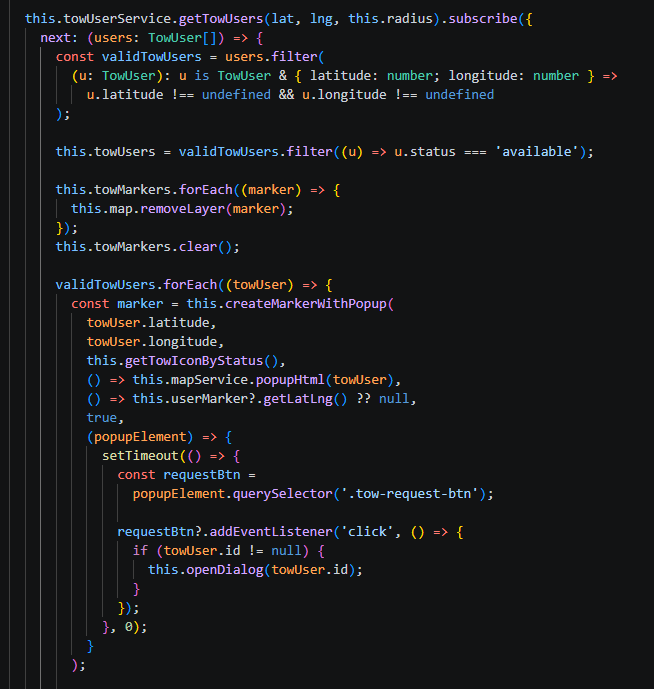 this.towUserService.getTowUsers(lat, lng, this.radius).subscribe({
next: (users: TowUser[]) => {
const validTowUsers = users.filter(
(u: TowUser): u is TowUser & { latitude: number; longitude: number } =>
u.latitude !== undefined && u.longitude !== undefined
);
this.towUsers = validTowUsers.filter((u) => u.status === 'available');
this.towMarkers.forEach((marker) => {
this.map.removeLayer(marker);
});
this.towMarkers.clear();
validTowUsers.forEach((towUser) => {
const marker = this.createMarkerWithPopup(
towUser.latitude,
towUser.longitude,
this.getTowIconByStatus(),
() => this.mapService.popupHtml(towUser),
() => this.userMarker?.getLatLng() ?? null,
true,
(popupElement) => {
setTimeout(() => {
const requestBtn =
popupElement.querySelector('.tow-request-btn');
requestBtn?.addEventListener('click', () => {
if (towUser.id != null) {
this.openDialog(towUser.id);
}
});
}, 0);
}
);